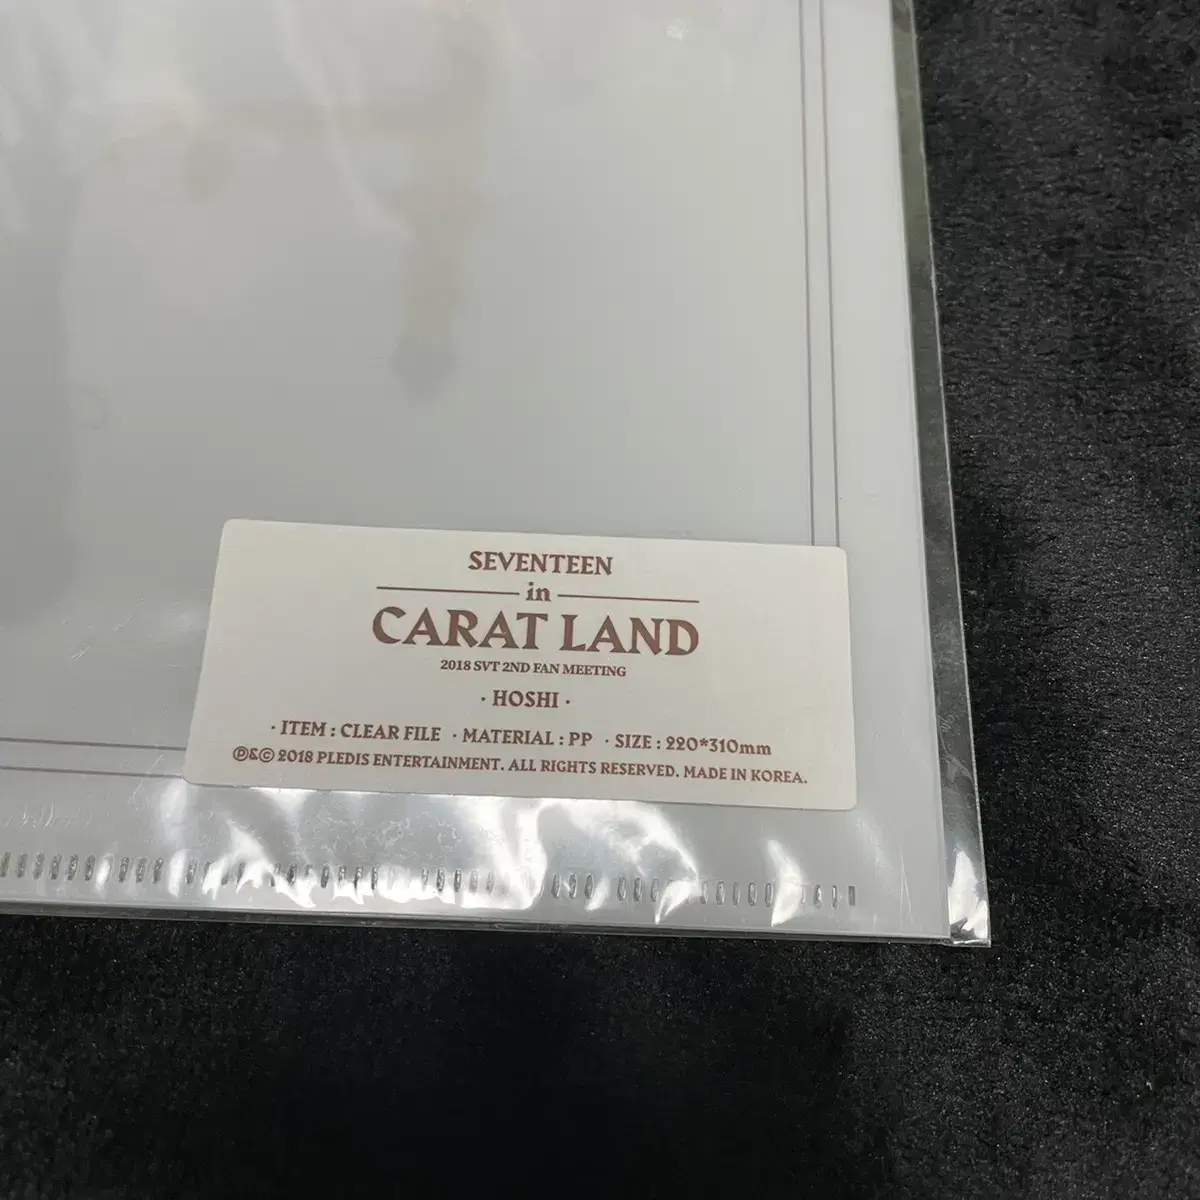 SEVENTEEN
in
CARAT LAND
2018 SVT 2ND FAN MEETING
· HOSHI ·
· ITEM : CLEAR FILE · MATERIAL : PP · SIZE : 220*310mm
℗&© 2018 PLEDIS ENTERTAINMENT. ALL RIGHTS RESERVED. MADE IN KOREA.